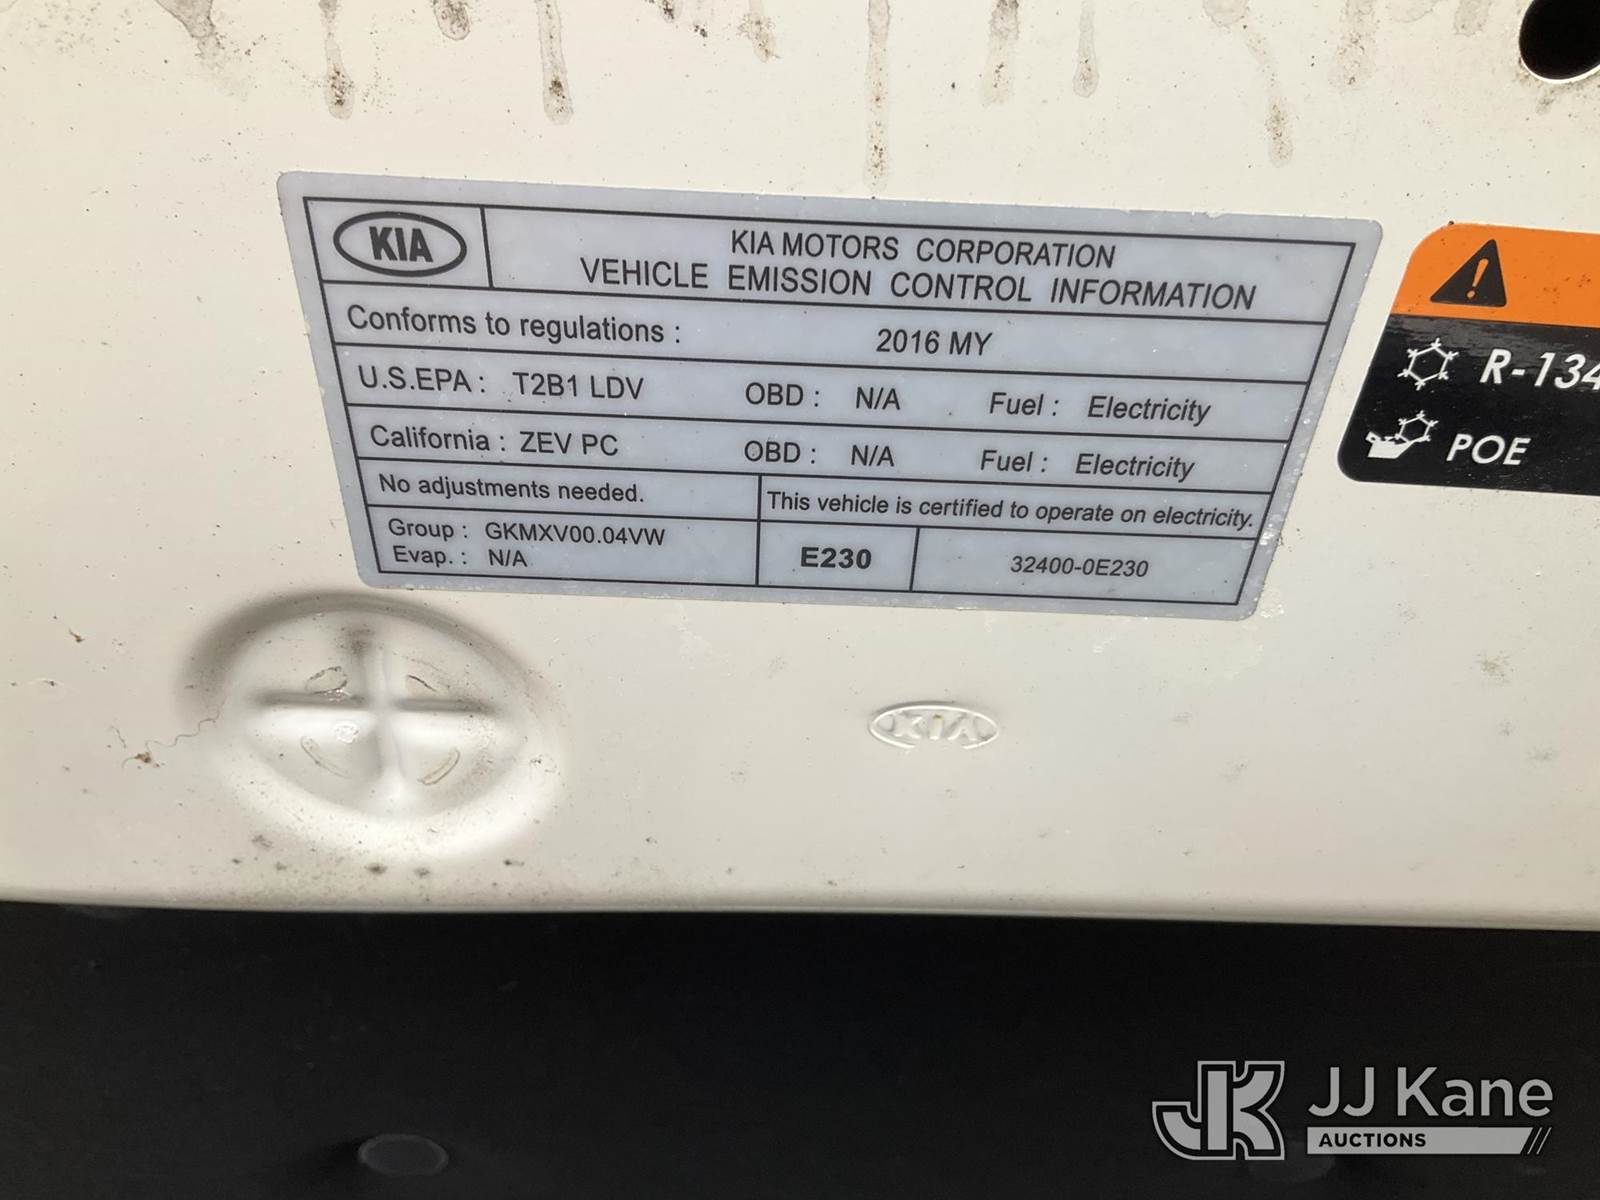 KIA
KIA MOTORS CORPORATION
VEHICLE EMISSION CONTROL INFORMATION
Conforms to regulations : 2016 MY
U.S.EPA : T2B1 LDV OBD : N/A Fuel : Electricity
California : ZEV PC OBD : N/A Fuel : Electricity
No adjustments needed.
This vehicle is certified to operate on electricity.
Group : GKMXV00.04VW
Evap. : N/A
E230
32400-0E230
R-134
POE
KIA
JK JJ Kane
AUCTIONS